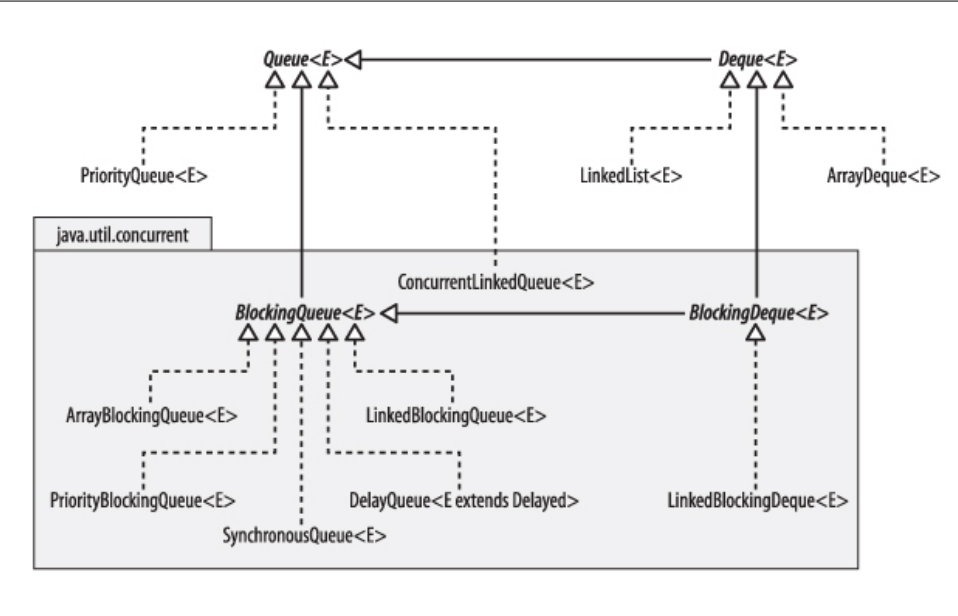 Queue<E>
Deque<E>
PriorityQueue<E>
LinkedList<E>
ArrayDeque<E>
java.util.concurrent
ConcurrentLinkedQueue<E>
BlockingQueue<E>
BlockingDeque<E>
ArrayBlockingQueue<E>
LinkedBlockingQueue<E>
PriorityBlockingQueue<E>
DelayQueue<E extends Delayed>
LinkedBlockingDeque<E>
SynchronousQueue<E>